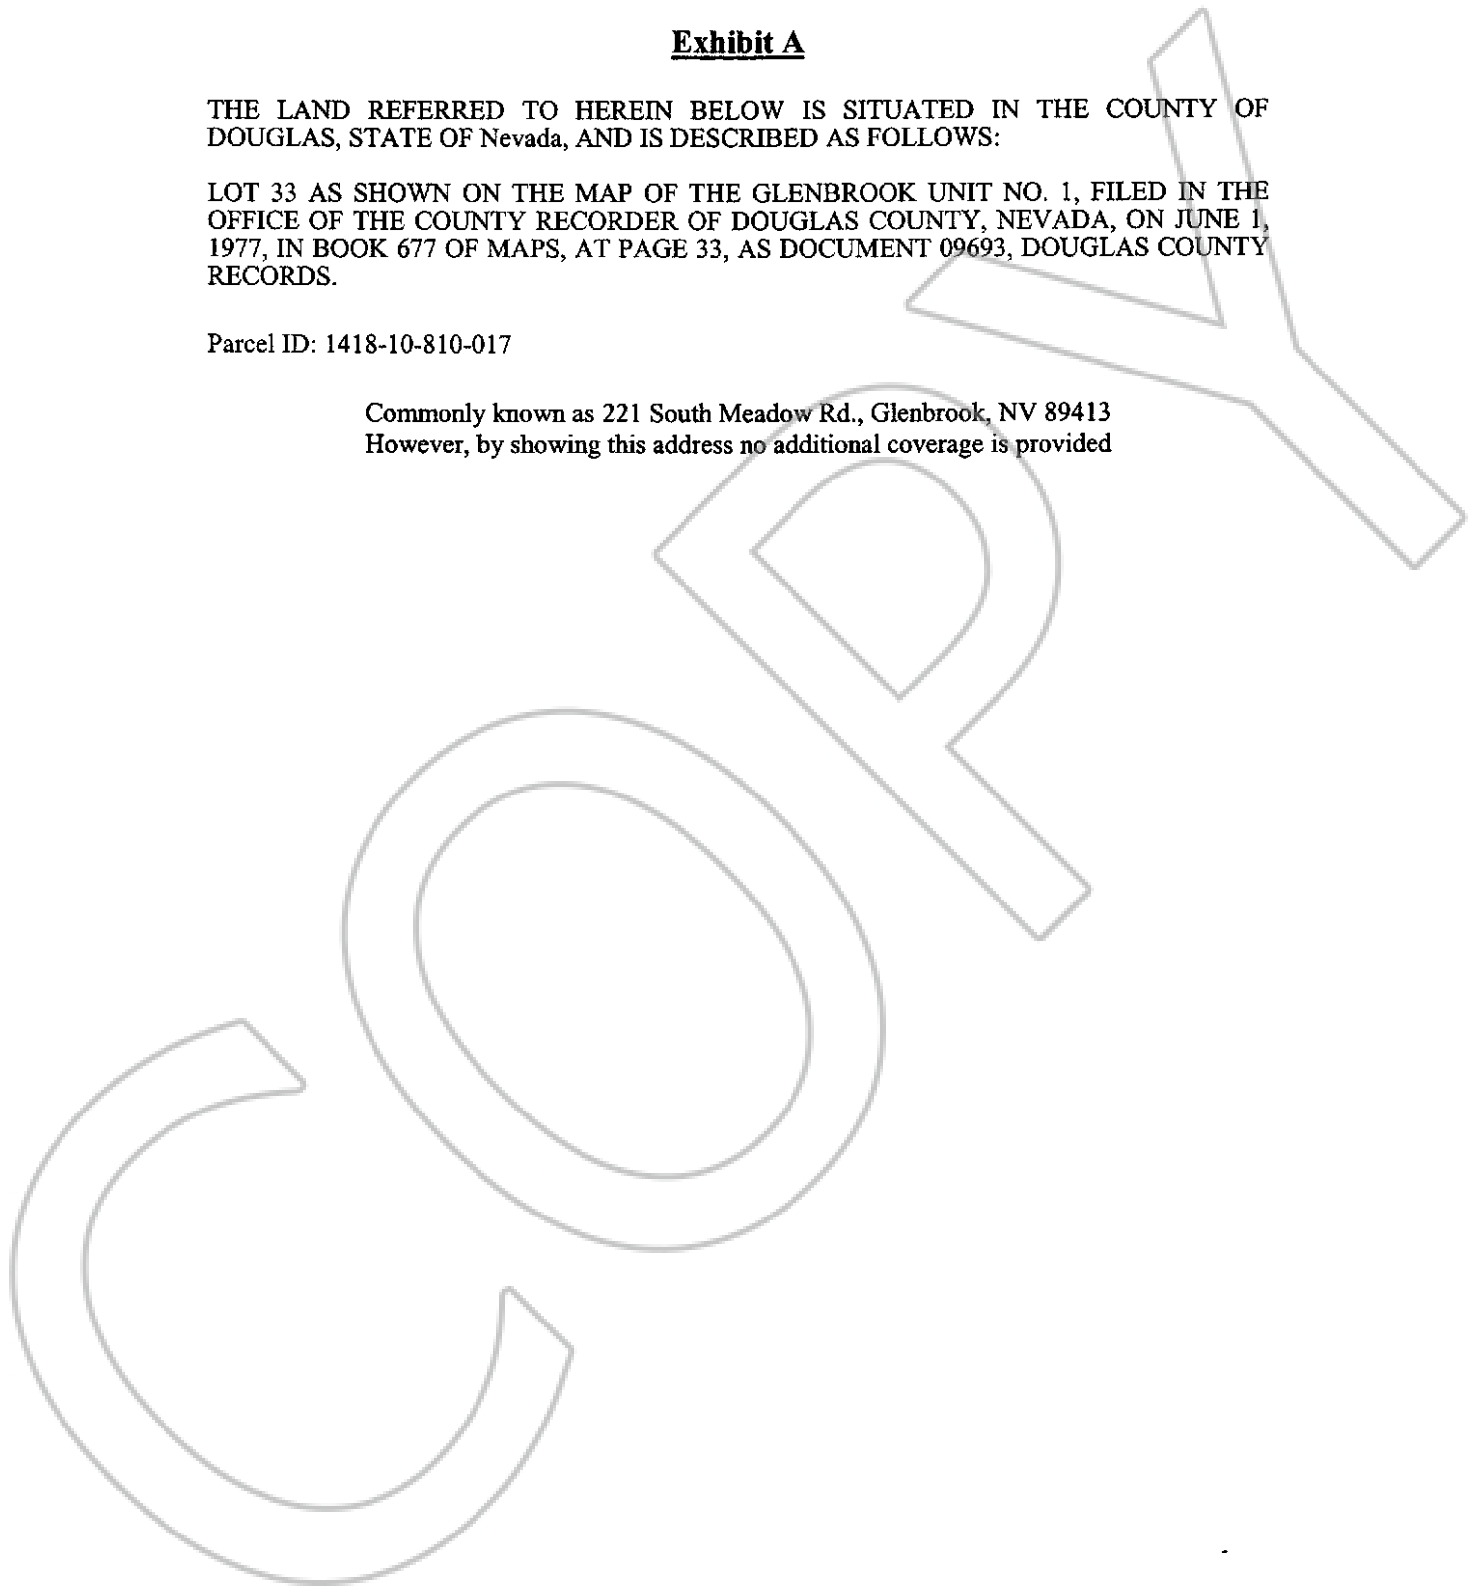 Exhibit A
THE LAND REFERRED TO HEREIN BELOW IS SITUATED IN THE COUNTY OF
DOUGLAS, STATE OF Nevada, AND IS DESCRIBED AS FOLLOWS:
LOT 33 AS SHOWN ON THE MAP OF THE GLENBROOK UNIT NO. 1, FILED IN THE
OFFICE OF THE COUNTY RECORDER OF DOUGLAS COUNTY, NEVADA, ON JUNE 1,
1977, IN BOOK 677 OF MAPS, AT PAGE 33, AS DOCUMENT 09693, DOUGLAS COUNTY
RECORDS.
Parcel ID: 1418-10-810-017
Commonly known as 221 South Meadow Rd., Glenbrook, NV 89413
However, by showing this address no additional coverage is provided
COPY